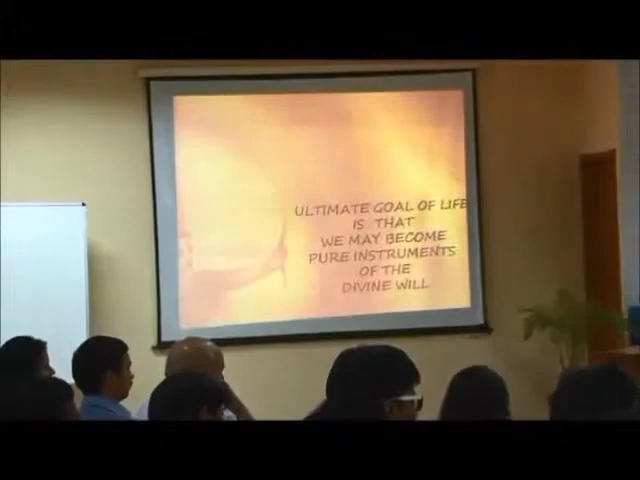 ULTIMATE GOAL OF LIFE
IS THAT
WE MAY BECOME
PURE INSTRUMENTS
OF THE
DIVINE WILL